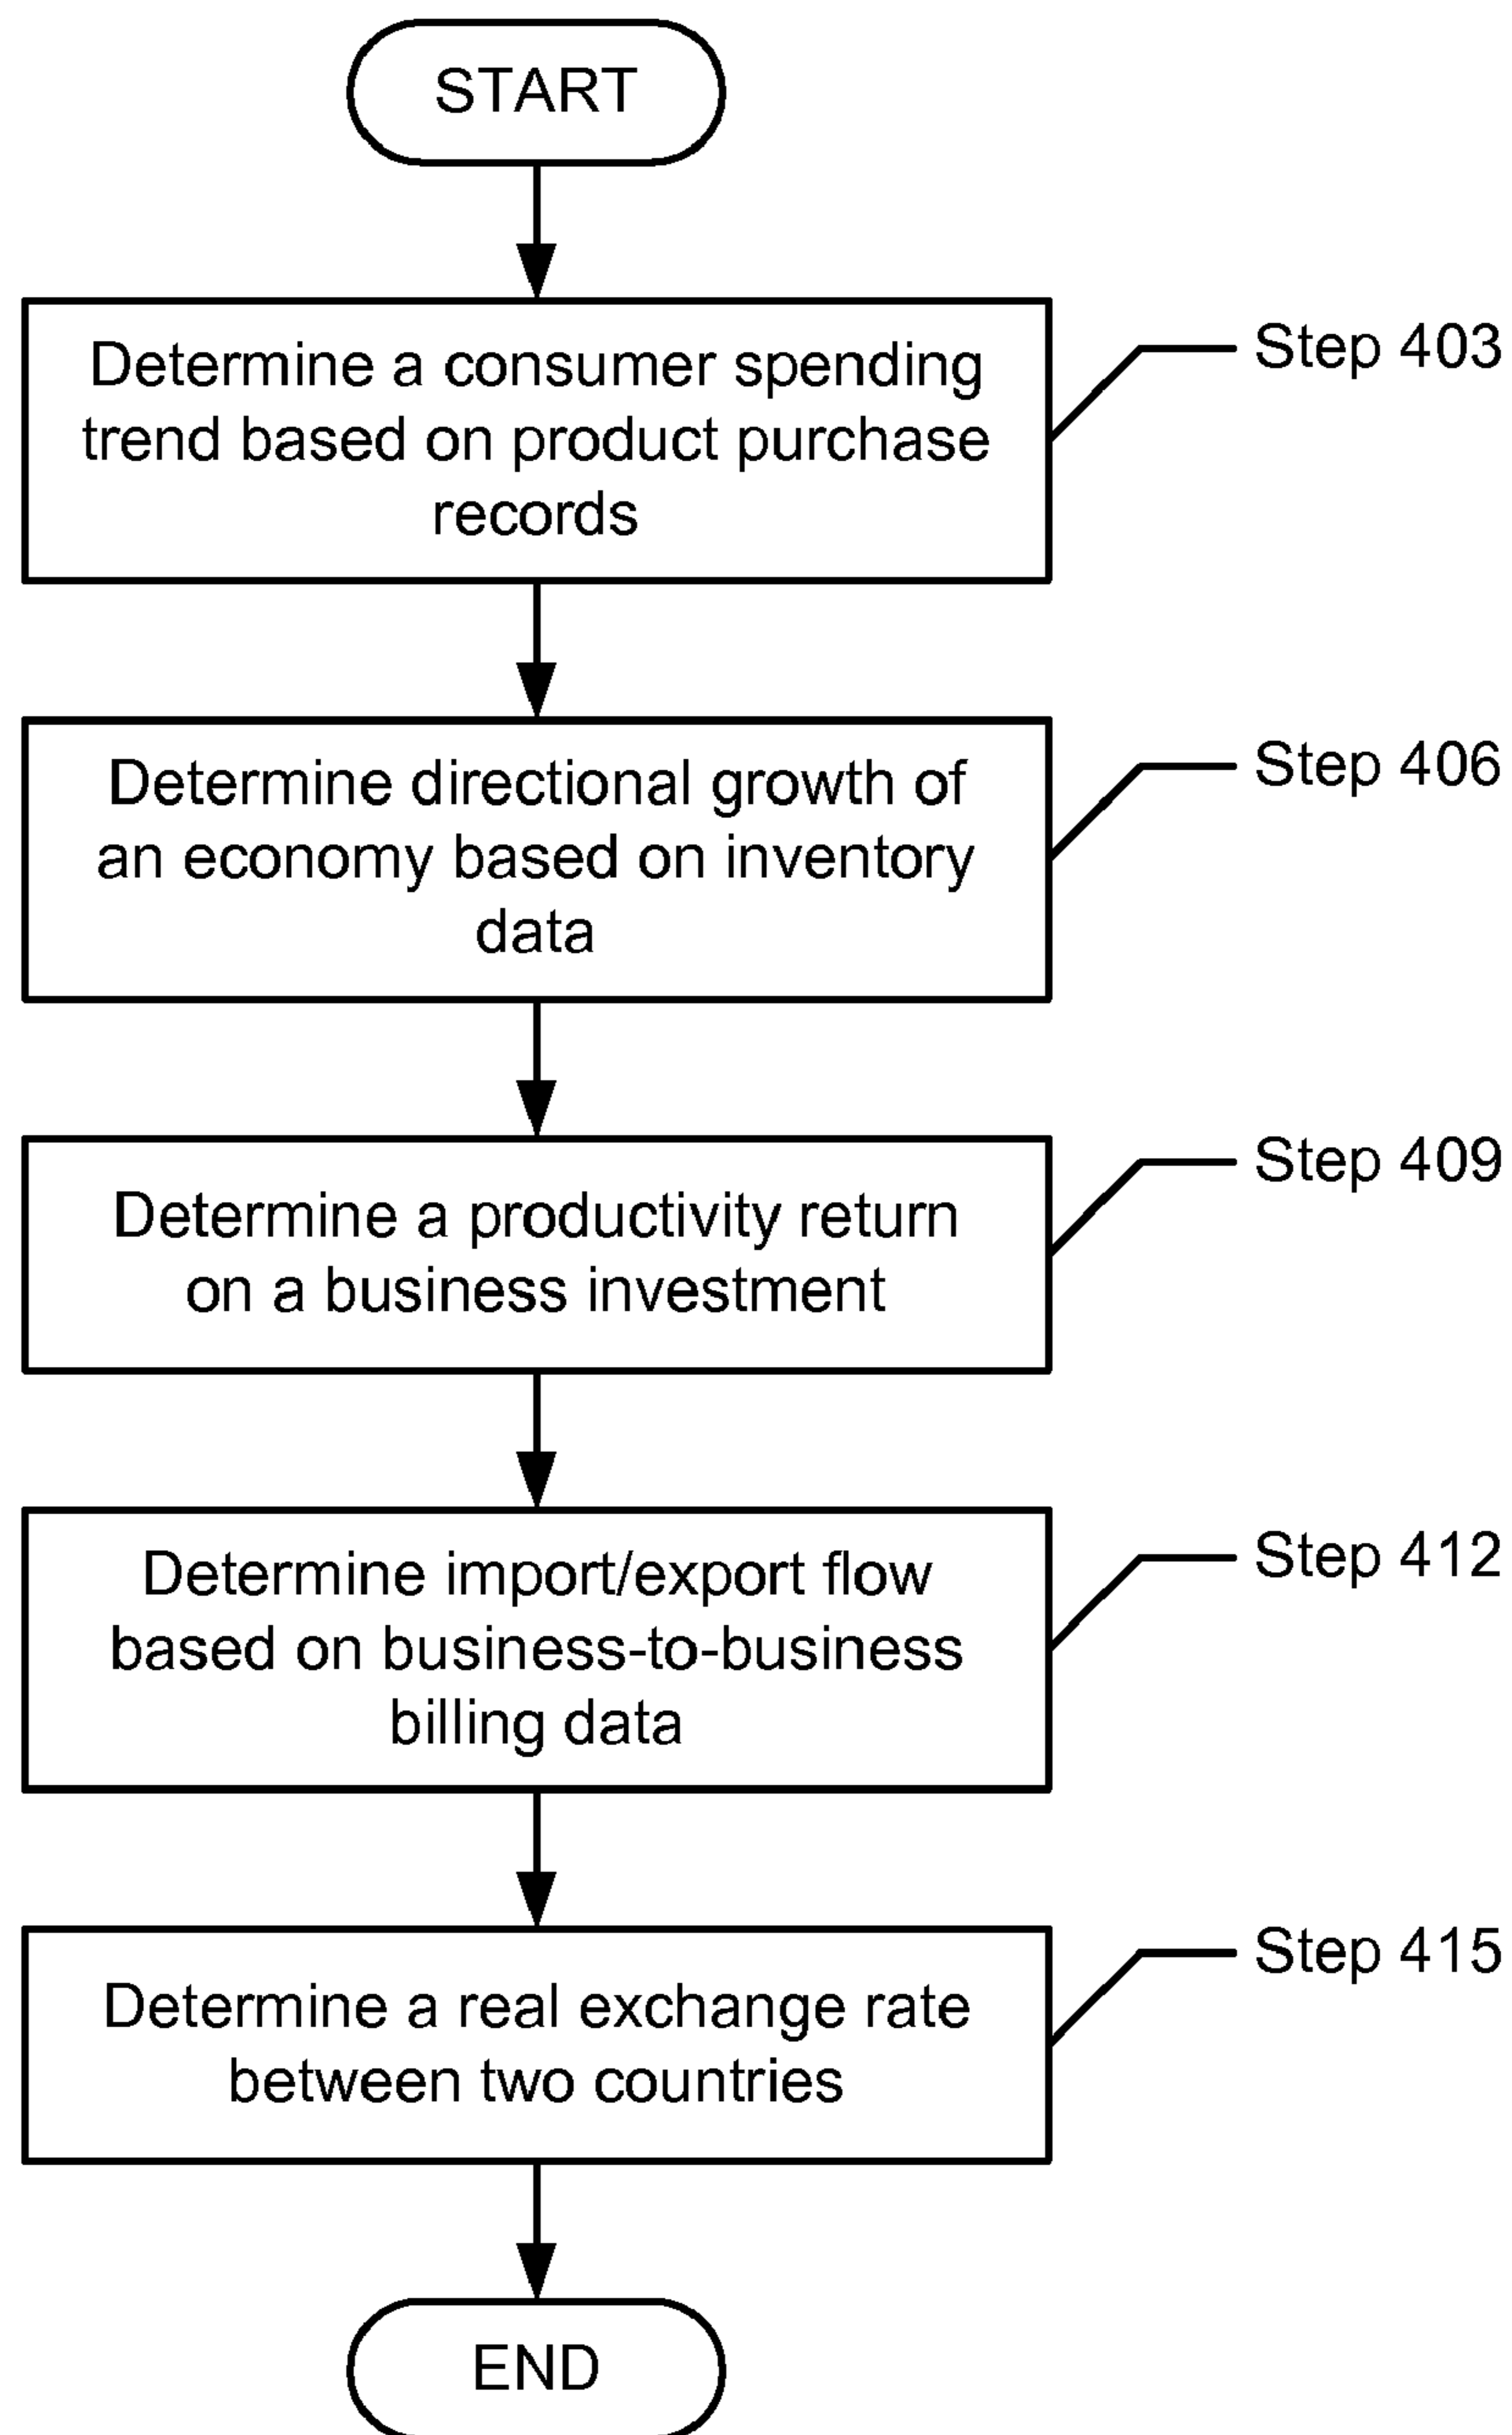 START
Determine a consumer spending
trend based on product purchase
records
Step 403
Determine directional growth of
an economy based on inventory
data
Step 406
Determine a productivity return
on a business investment
Step 409
Determine import/export flow
based on business-to-business
billing data
Step 412
Determine a real exchange rate
between two countries
Step 415
END